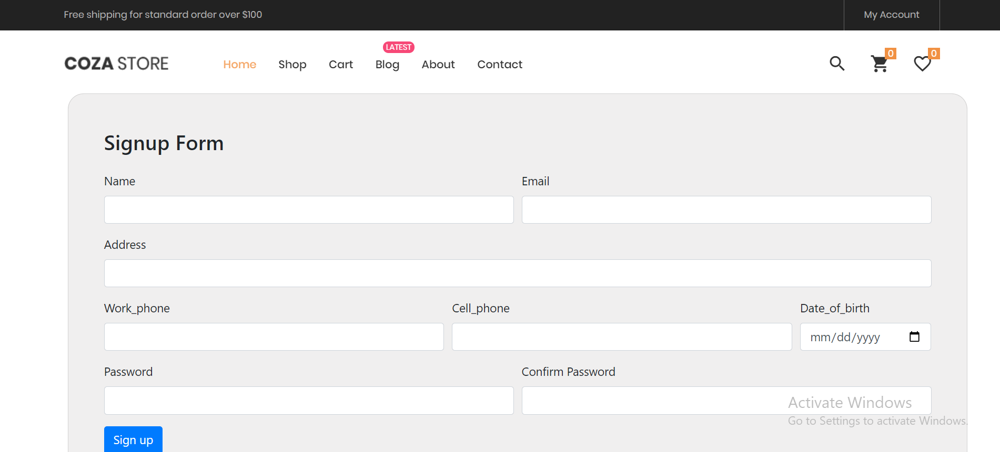 Free shipping for standard order over $100
My Account
COZA STORE
Home
Shop
Cart
LATEST
Blog
About
Contact
0
0
Signup Form
Name
Email
Address
Work_phone
Cell_phone
Date_of_birth
mm/dd/yyyy
Password
Confirm Password
Activate Windows
Go to Settings to activate Windows.
Sign up